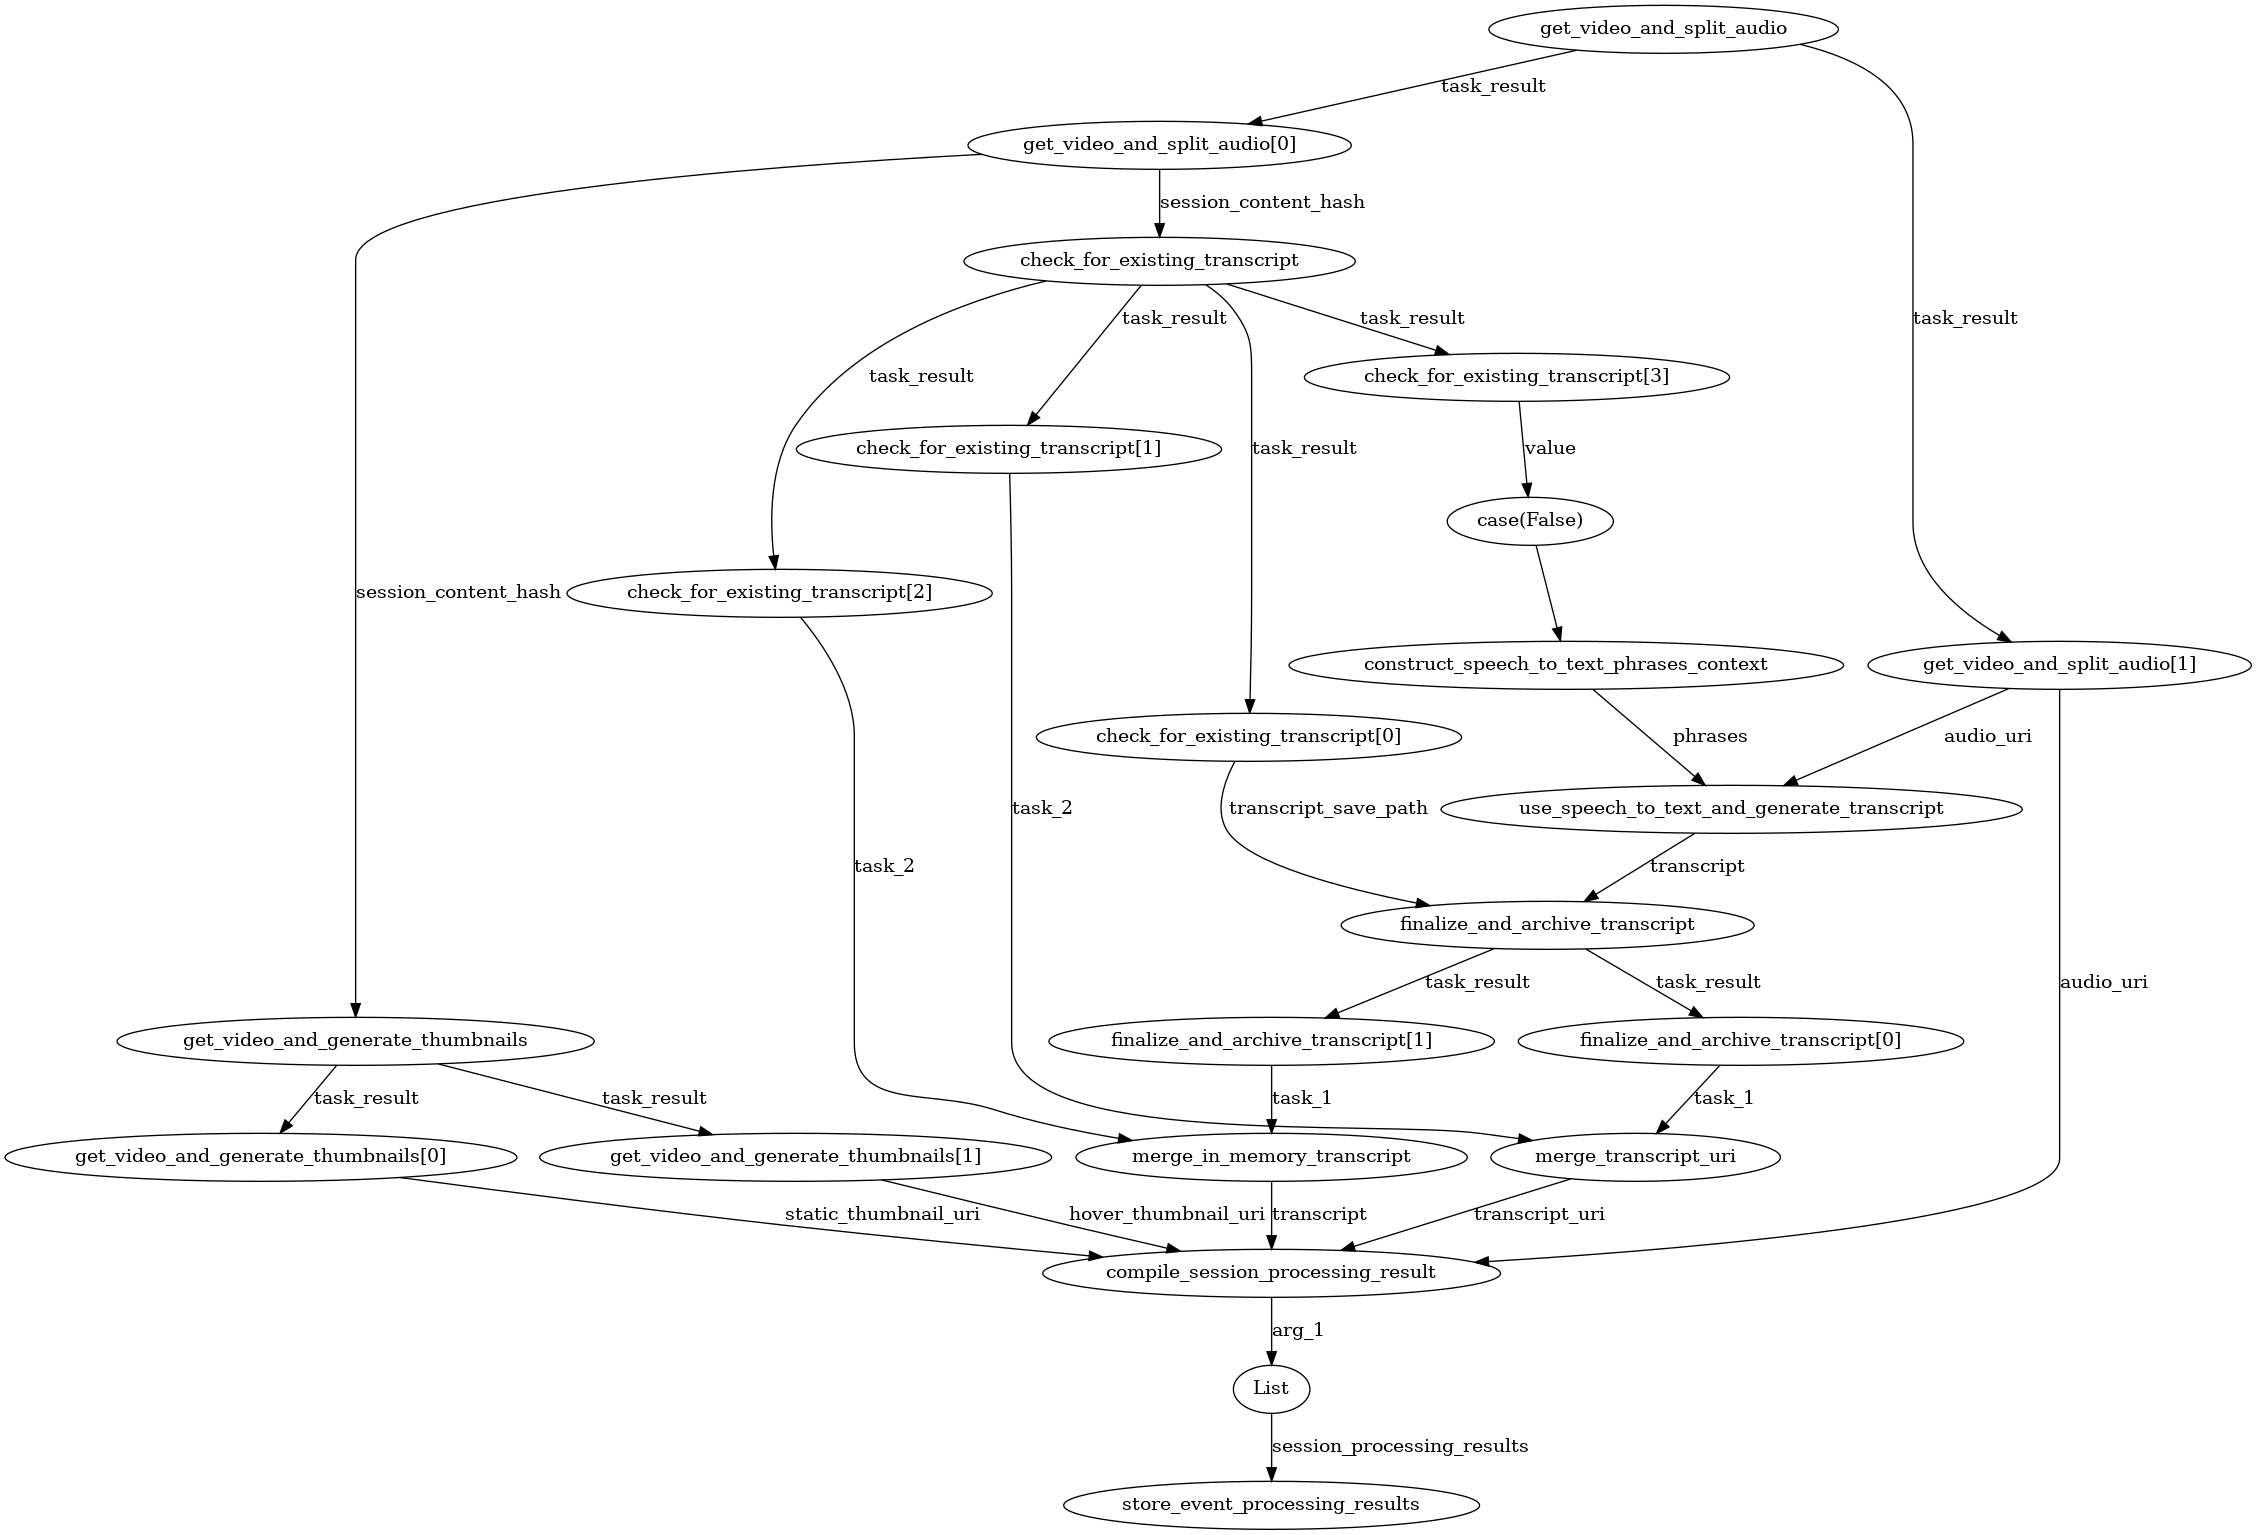 get_video_and_split_audio
task_result
get_video_and_split_audio[0]
session_content_hash
check_for_existing_transcript
task_result
task_result
task_result
task_result
check_for_existing_transcript[3]
task_result
check_for_existing_transcript[1]
task_result
value
case(False)
session_content_hash
check_for_existing_transcript[2]
construct_speech_to_text_phrases_context
get_video_and_split_audio[1]
check_for_existing_transcript[0]
phrases
audio_uri
task_2
transcript_save_path
use_speech_to_text_and_generate_transcript
task_2
transcript
finalize_and_archive_transcript
task_result
task_result
audio_uri
get_video_and_generate_thumbnails
finalize_and_archive_transcript[1]
finalize_and_archive_transcript[0]
task_result
task_result
task_1
task_1
get_video_and_generate_thumbnails[0]
get_video_and_generate_thumbnails[1]
merge_in_memory_transcript
merge_transcript_uri
static_thumbnail_uri
hover_thumbnail_uri
transcript
transcript_uri
compile_session_processing_result
arg_1
List
session_processing_results
store_event_processing_results